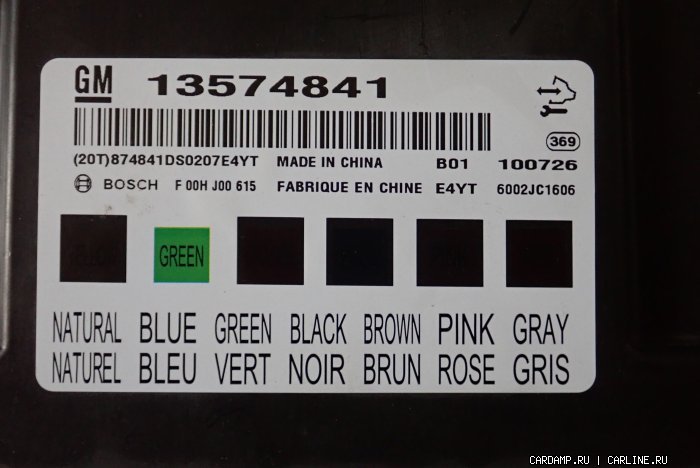 GM 13574841
369
(20T)874841DS0207E4YT MADE IN CHINA B01 100726
BOSCH F 00H J00 615 FABRIQUE EN CHINE E4YT 6002JC1606
GREEN
NATURAL BLUE GREEN BLACK BROWN PINK GRAY
NATUREL BLEU VERT NOIR BRUN ROSE GRIS
CARDAMP.RU | CARLINE.RU